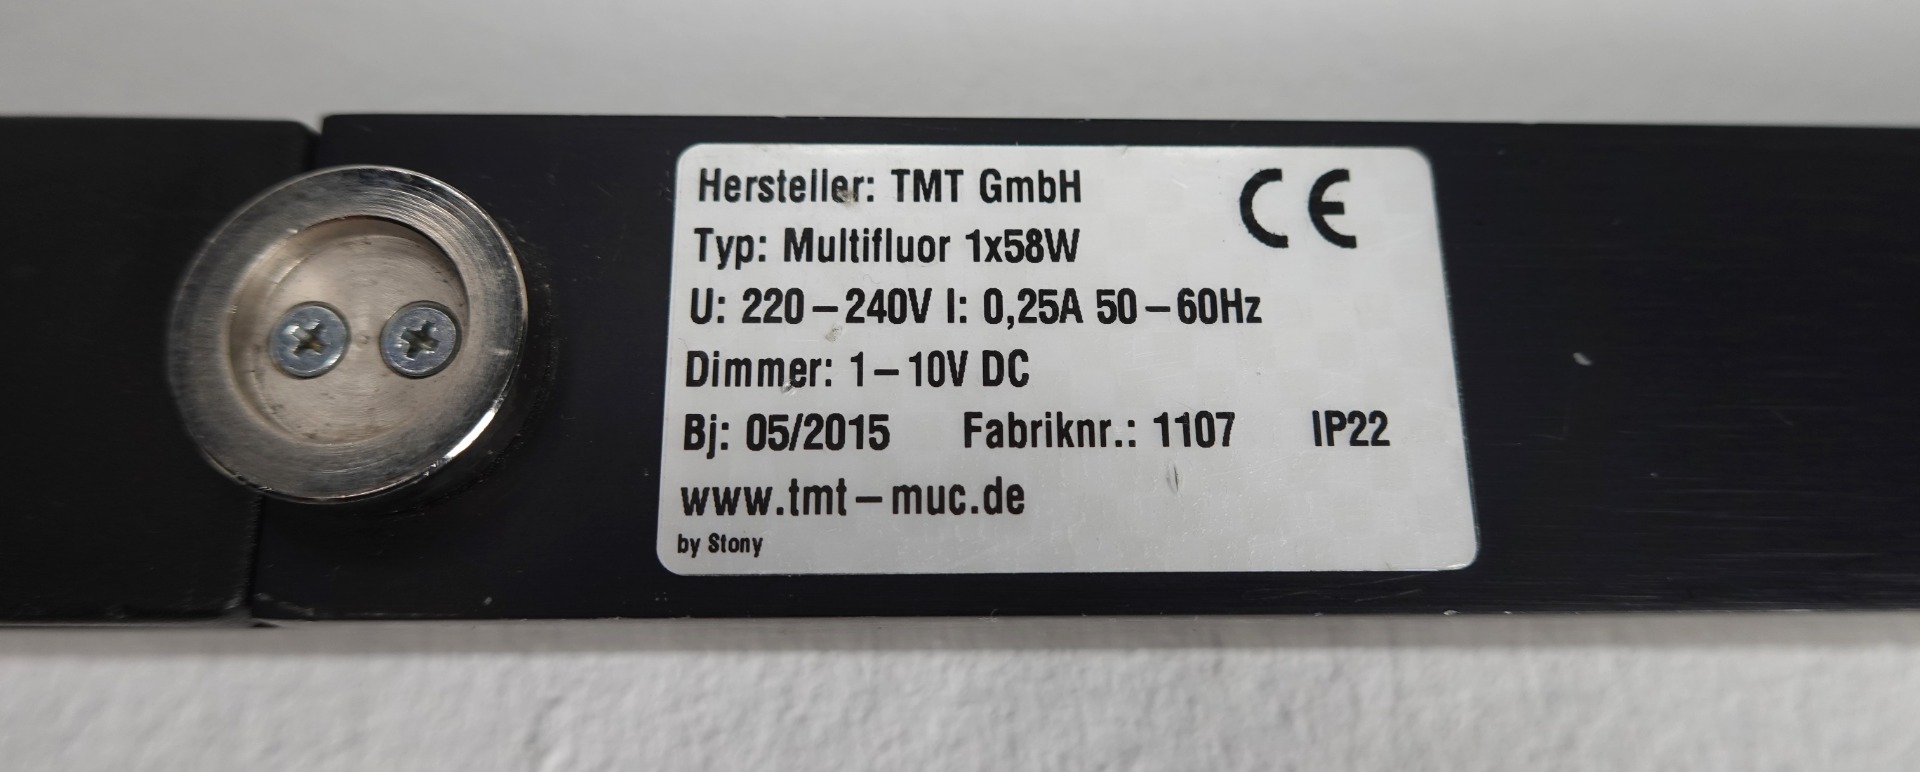 Hersteller: TMT GmbH CE
Typ: Multifluor 1x58W
U: 220–240V I: 0,25A 50–60Hz
Dimmer: 1–10V DC
Bj: 05/2015 Fabriknr.: 1107 IP22
www.tmt–muc.de
by Stony